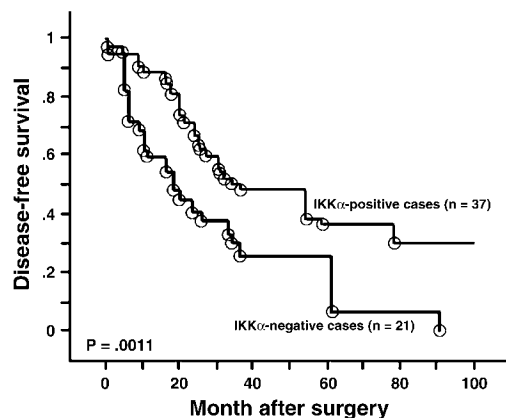 Disease-free survival
1
.8
.6
.4
.2
0
IKKα-positive cases (n = 37)
IKKα-negative cases (n = 21)
P = .0011
0 20 40 60 80 100
Month after surgery